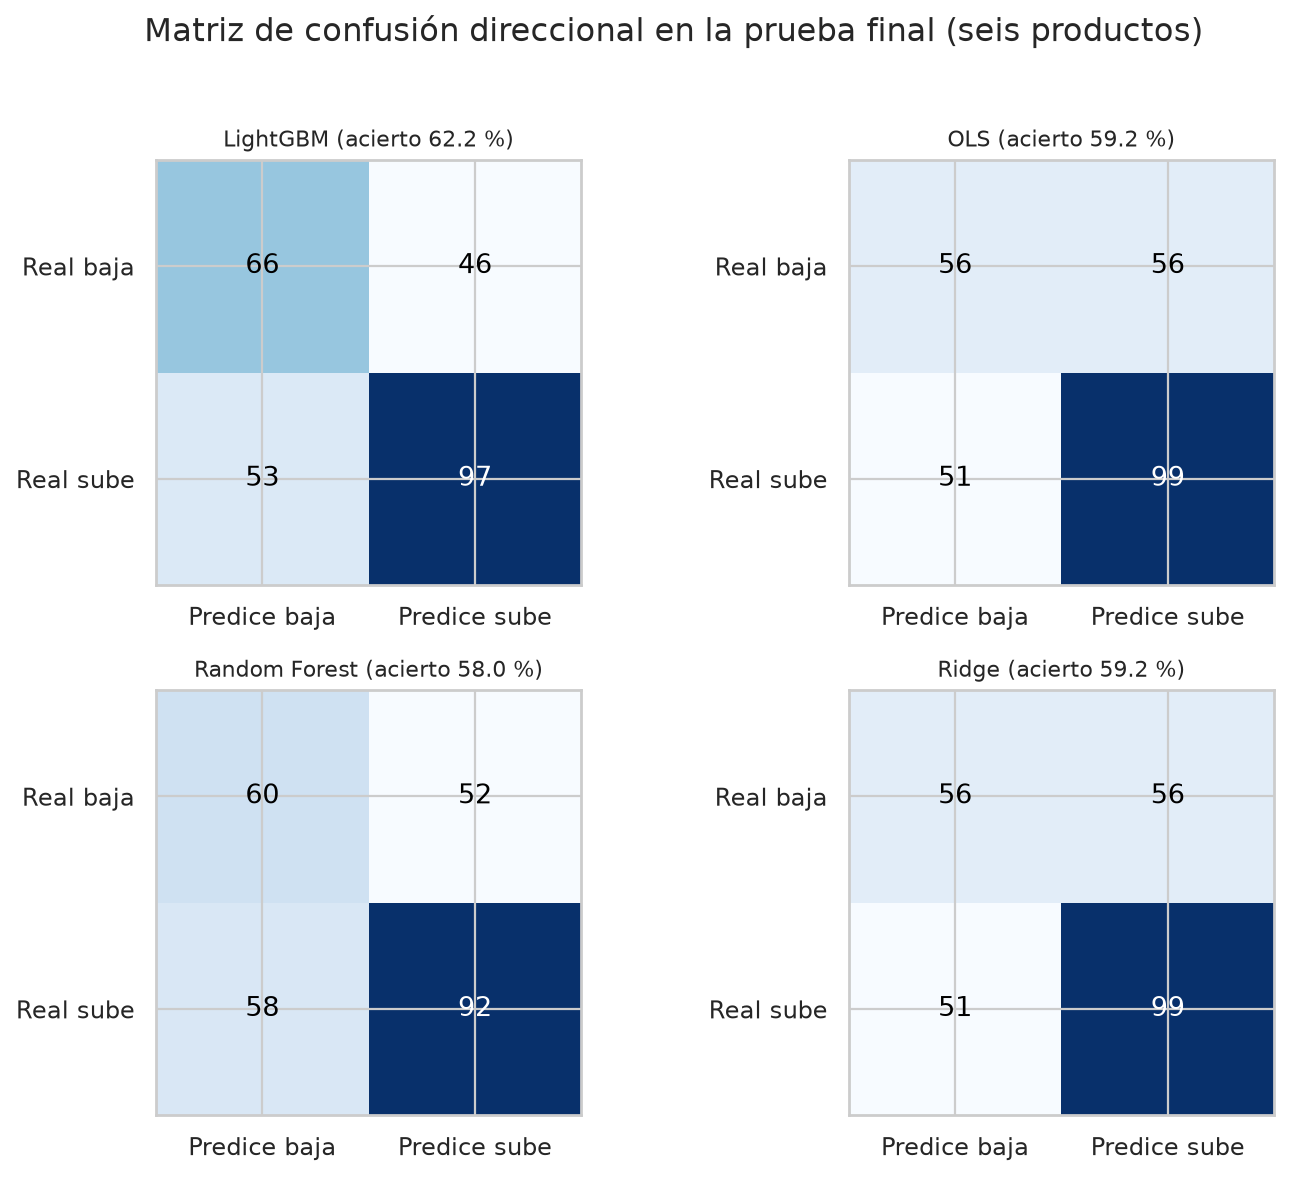 Matriz de confusión direccional en la prueba final (seis productos)
LightGBM (acierto 62.2 %)
Real baja
66
46
Real sube
53
97
Predice baja
Predice sube
OLS (acierto 59.2 %)
Real baja
56
56
Real sube
51
99
Predice baja
Predice sube
Random Forest (acierto 58.0 %)
Real baja
60
52
Real sube
58
92
Predice baja
Predice sube
Ridge (acierto 59.2 %)
Real baja
56
56
Real sube
51
99
Predice baja
Predice sube